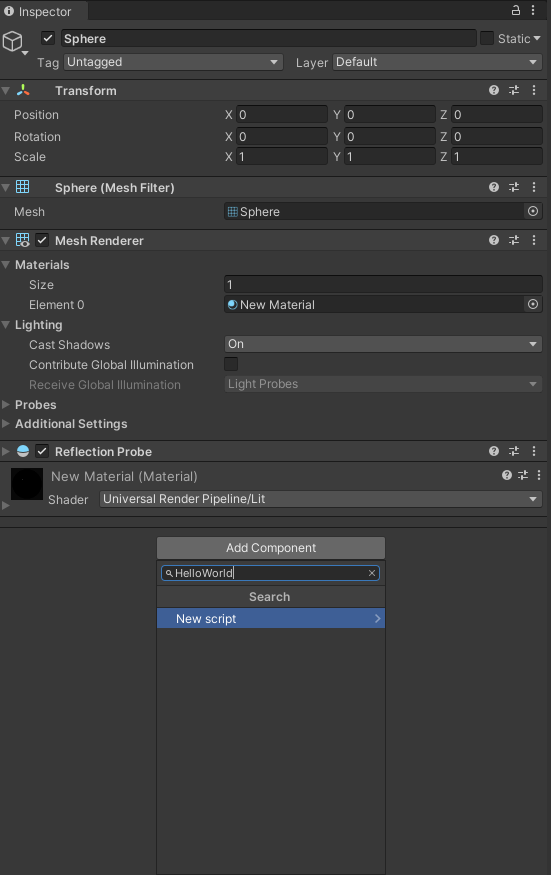 Inspector
Sphere Static
Tag Untagged Layer Default
Transform
Position X 0 Y 0 Z 0
Rotation X 0 Y 0 Z 0
Scale X 1 Y 1 Z 1
Sphere (Mesh Filter)
Mesh Sphere
Mesh Renderer
Materials
Size 1
Element 0 New Material
Lighting
Cast Shadows On
Contribute Global Illumination
Receive Global Illumination Light Probes
Probes
Additional Settings
Reflection Probe
New Material (Material)
Shader Universal Render Pipeline/Lit
Add Component
HelloWorld
Search
New script